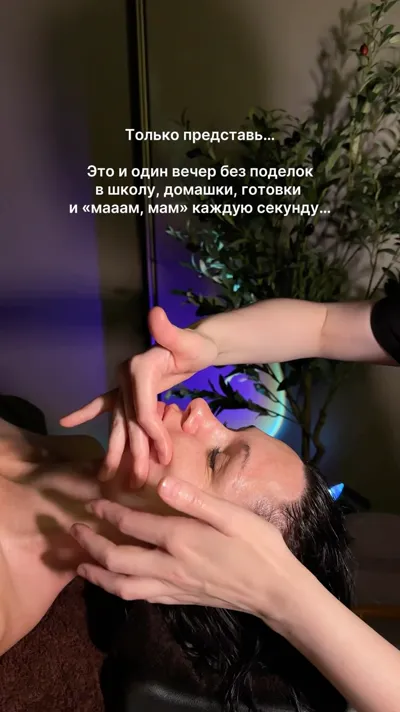 Только представь...
Это и один вечер без поделок
в школу, домашки, готовки
и «мааам, мам» каждую секунду...